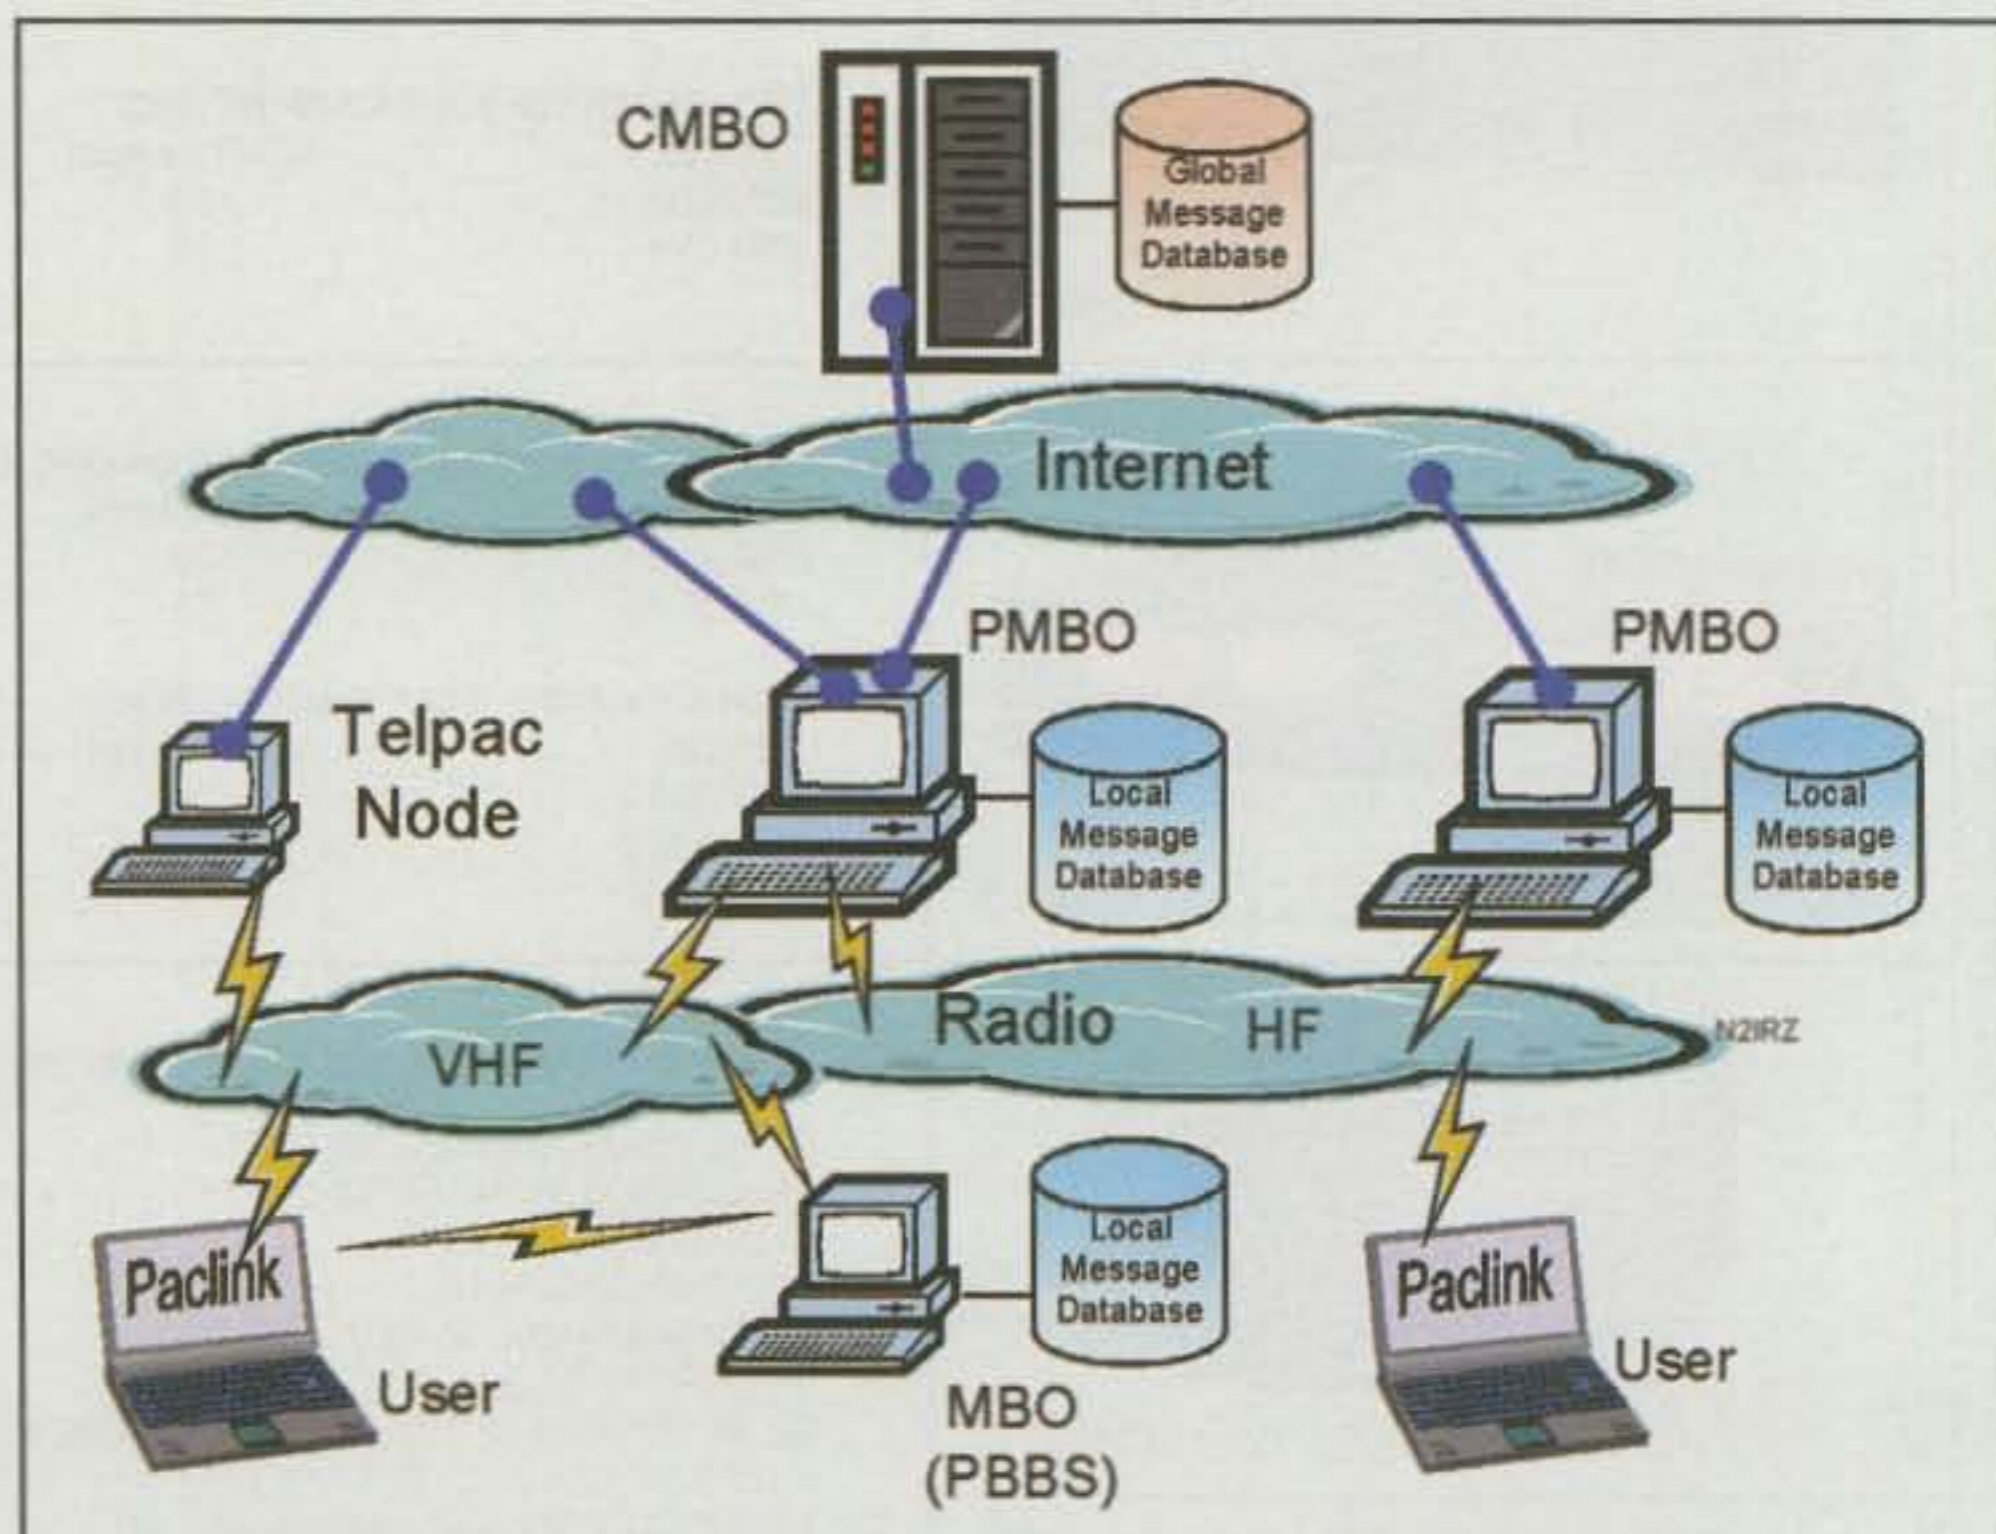 CMBO
Global
Message
Database
Internet
PMBO
PMBO
Telpac
Node
Local
Message
Database
Local
Message
Database
Radio
HF
VHF
N2IRZ
Paclink
User
Local
Message
Database
MBO
(PBBS)
Paclink
User